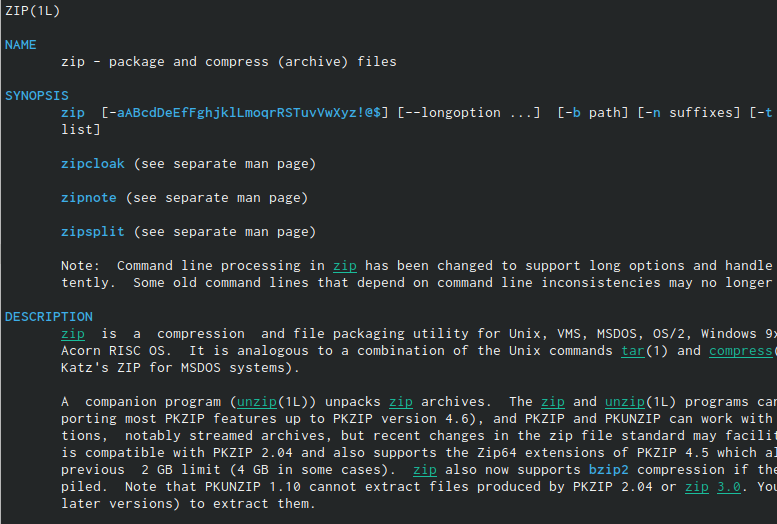 ZIP(1L)
NAME
zip - package and compress (archive) files
SYNOPSIS
zip [-aABcdDeEfFghjklLmoqrRSTuvVwXyz!@$] [--longoption ...] [-b path] [-n suffixes] [-t
list]
zipcloak (see separate man page)
zipnote (see separate man page)
zipsplit (see separate man page)
Note: Command line processing in zip has been changed to support long options and handle
tently. Some old command lines that depend on command line inconsistencies may no longer
DESCRIPTION
zip is a compression and file packaging utility for Unix, VMS, MSDOS, OS/2, Windows 9x
Acorn RISC OS. It is analogous to a combination of the Unix commands tar(1) and compress(
Katz's ZIP for MSDOS systems).
A companion program (unzip(1L)) unpacks zip archives. The zip and unzip(1L) programs can
porting most PKZIP features up to PKZIP version 4.6), and PKZIP and PKUNZIP can work with
tions, notably streamed archives, but recent changes in the zip file standard may facilit
is compatible with PKZIP 2.04 and also supports the Zip64 extensions of PKZIP 4.5 which al
previous 2 GB limit (4 GB in some cases). zip also now supports bzip2 compression if the
piled. Note that PKUNZIP 1.10 cannot extract files produced by PKZIP 2.04 or zip 3.0. You
later versions) to extract them.